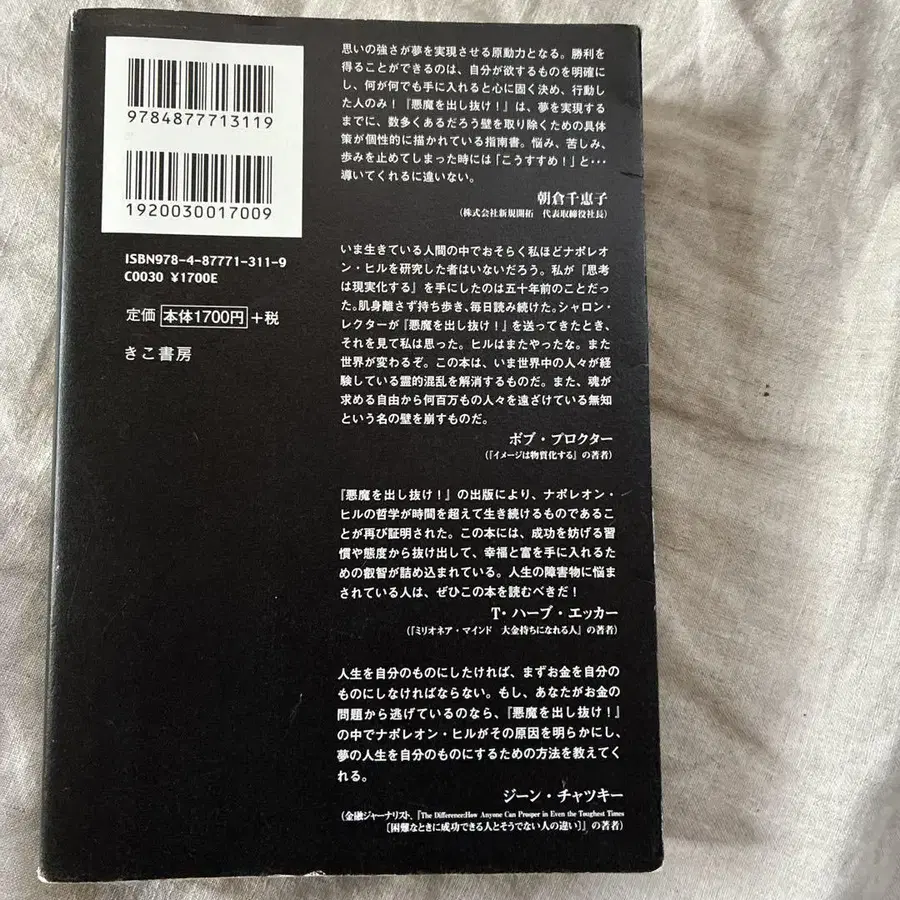 9784877713119
1920030017009
ISBN978-4-87771-311-9
C0030 ¥1700E
定価 本体1700円 +税
きこ書房
思いの強さが夢を実現させる原動力となる。勝利を
得ることができるのは、自分が欲するものを明確に
し、何が何でも手に入れると心に固く決め、行動し
た人のみ！『悪魔を出し抜け！』は、夢を実現する
までに、数多くあるだろう壁を取り除くための具体
策が個性的に描かれている指南書。悩み、苦しみ、
歩みを止めてしまった時には「こうすすめ！」と…
導いてくれるに違いない。
朝倉千恵子
（株式会社新規開拓　代表取締役社長）
いま生きている人間の中でおそらく私ほどナポレオ
ン・ヒルを研究した者はいないだろう。私が『思考
は現実化する』を手にしたのは五十年前のことだっ
た。肌身離さず持ち歩き、毎日読み続けた。シャロン・
レクターが『悪魔を出し抜け！』を送ってきたとき、
それを見て私は思った。ヒルはまたやったな。また
世界が変わるぞ。この本は、いま世界中の人々が経
験している霊的混乱を解消するものだ。また、魂が
求める自由から何百万もの人々を遠ざけている無知
という名の壁を崩すものだ。
ボブ・プロクター
（『イメージは物質化する』の著者）
『悪魔を出し抜け！』の出版により、ナポレオン・
ヒルの哲学が時間を超えて生き続けるものであるこ
とが再び証明された。この本には、成功を妨げる習
慣や態度から抜け出して、幸福と富を手に入れるた
めの叡智が詰め込まれている。人生の障害物に悩ま
されている人は、ぜひこの本を読むべきだ！
T・ハーブ・エッカー
（『ミリオネア・マインド　大金持ちになれる人』の著者）
人生を自分のものにしたければ、まずお金を自分の
ものにしなければならない。もし、あなたがお金の
問題から逃げているのなら、『悪魔を出し抜け！』
の中でナポレオン・ヒルがその原因を明らかにし、
夢の人生を自分のものにするための方法を教えてく
れる。
ジーン・チャツキー
（金融ジャーナリスト、『The Difference:How Anyone Can Prosper in Even the Toughest Times
［困難なときに成功できる人とそうでない人の違い］』の著者）